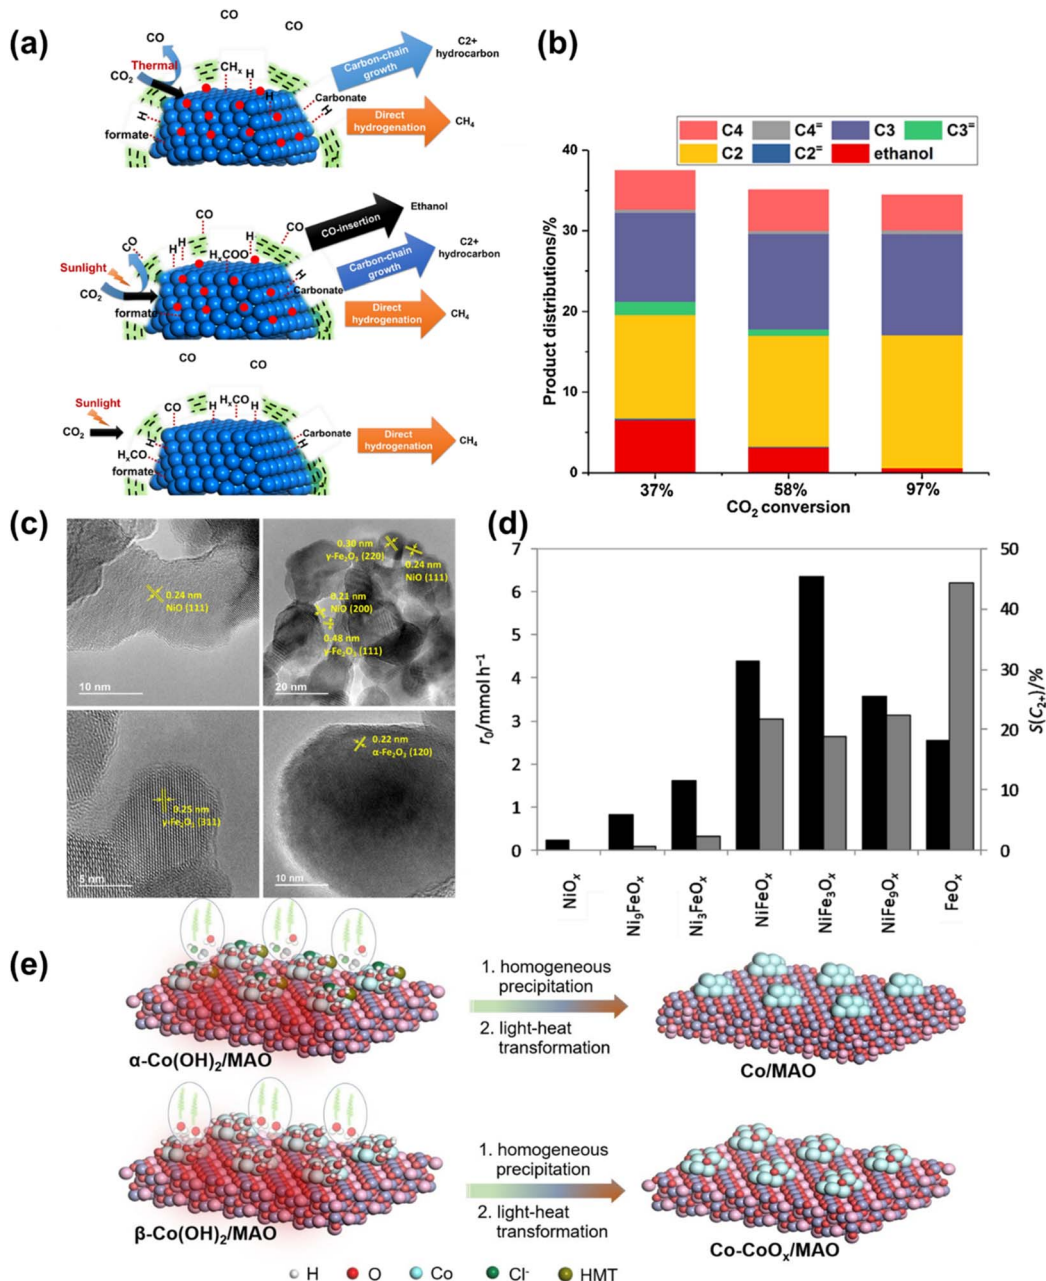 (a)
CO
CO
CO
Thermal
CO2
CHx
H
H
H
Carbonate
H
formate
Carbon-chain
growth
C2+
hydrocarbon
Direct
hydrogenation
CH4
CO
CO
CO
H
H
H
HxCOO
Sunlight
CO2
formate
H
Carbonate
CO-insertion
Ethanol
Carbon-chain
growth
C2+
hydrocarbon
Direct
hydrogenation
CH4
CO
CO
Sunlight
CO2
CO
H
HxCO
H
H
HxCO
formate
Carbonate
H
Direct
hydrogenation
CH4
(b)
C4
C4=
C3
C3=
C2
C2=
ethanol
Product distributions/%
40
30
20
10
0
37%
58%
97%
CO2 conversion
(c)
0.24 nm
NiO (111)
10 nm
0.30 nm
γ-Fe2O3 (220)
0.24 nm
NiO (111)
0.21 nm
NiO (200)
0.48 nm
γ-Fe2O3 (111)
20 nm
0.25 nm
γ-Fe2O3 (311)
5 nm
0.22 nm
α-Fe2O3 (120)
10 nm
(d)
r0/mmol h−1
7
6
5
4
3
2
1
0
50
40
30
20
10
0
S(C2+)/%
NiOx
Ni9FeOx
Ni3FeOx
NiFeOx
NiFe3Ox
NiFe9Ox
FeOx
(e)
α-Co(OH)2/MAO
1. homogeneous
precipitation
2. light-heat
transformation
Co/MAO
β-Co(OH)2/MAO
1. homogeneous
precipitation
2. light-heat
transformation
Co-CoOx/MAO
H O Co Cl- HMT